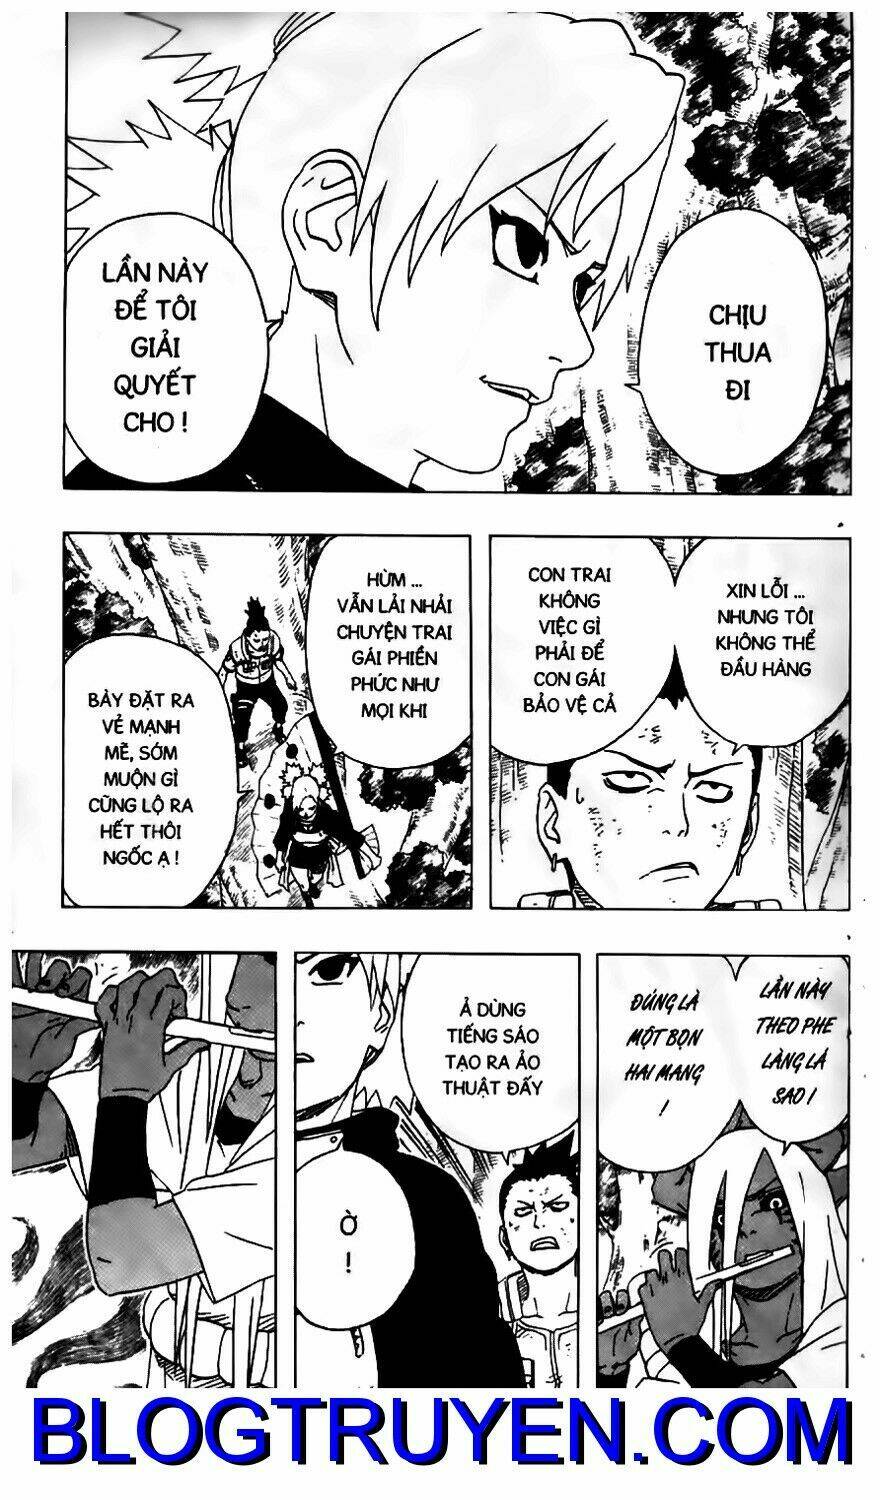 CHỊU
THUA
ĐI
LẦN NÀY
ĐỂ TÔI
GIẢI
QUYẾT
CHO !
XIN LỖI ...
NHƯNG TÔI
KHÔNG THỂ
ĐẦU HÀNG
CON TRAI
KHÔNG
VIỆC GÌ
PHẢI ĐỂ
CON GÁI
BẢO VỆ CẢ
HỪM ...
VẪN LẢI NHẢI
CHUYỆN TRAI
GÁI PHIỀN
PHỨC NHƯ
MỌI KHI
BÀY ĐẶT RA
VẺ MẠNH
MẼ, SỚM
MUỘN GÌ
CŨNG LỘ RA
HẾT THÔI
NGỐC Ạ !
LẦN NÀY
THEO PHE
LÀNG LÁ
SAO !
ĐÚNG LÀ
MỘT BỌN
HAI MANG
!
Ả DÙNG
TIẾNG SÁO
TẠO RA ẢO
THUẬT ĐẤY
Ờ
!
BLOGTRUYEN.COM